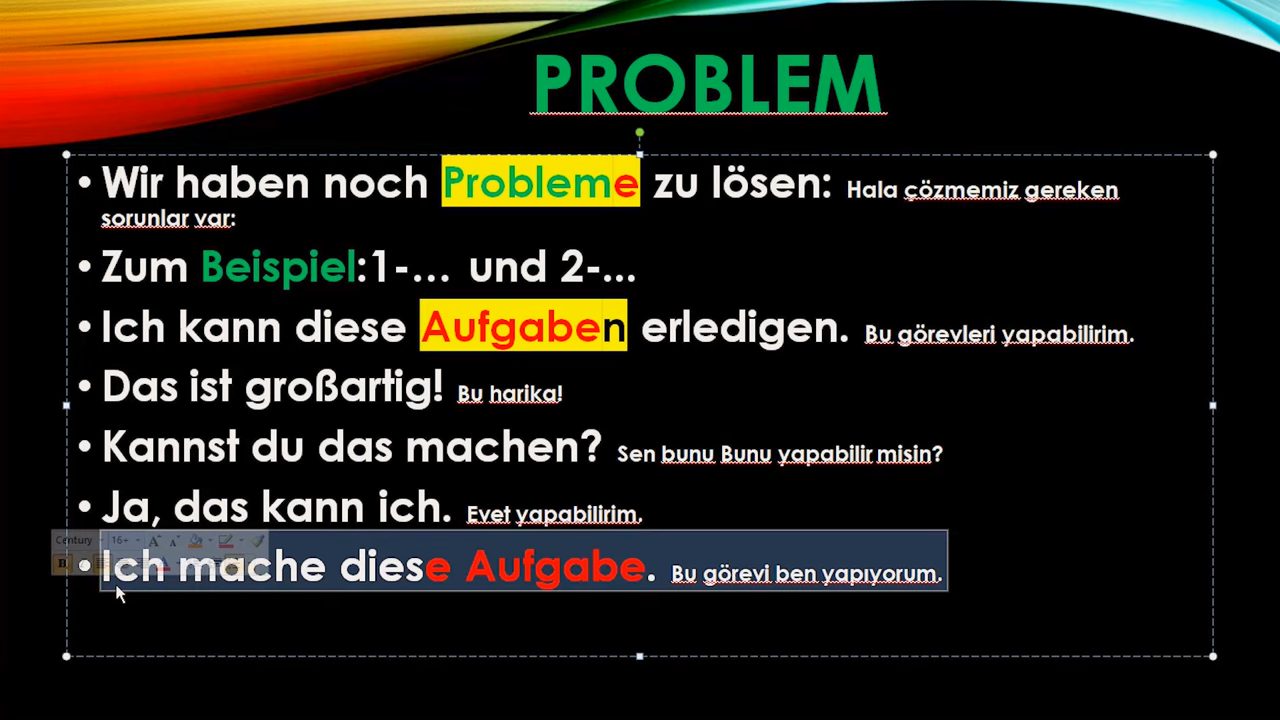 PROBLEM
• Wir haben noch Probleme zu lösen: Hala çözmemiz gereken
sorunlar var:
• Zum Beispiel:1-... und 2-...
• Ich kann diese Aufgaben erledigen. Bu görevleri yapabilirim.
• Das ist großartig! Bu harika!
• Kannst du das machen? Sen bunu Bunu yapabilir misin?
• Ja, das kann ich. Evet yapabilirim.
Century 16+
• Ich mache diese Aufgabe. Bu görevi ben yapıyorum.